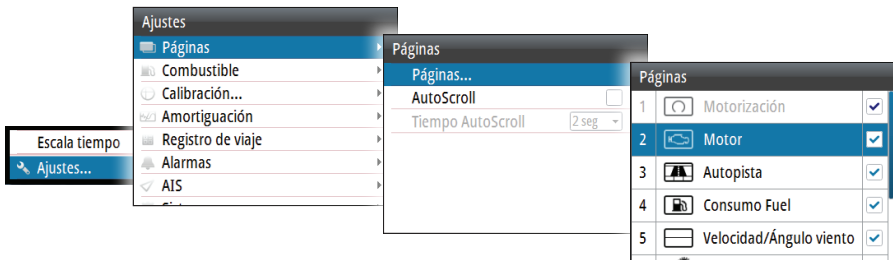 Escala tiempo
Ajustes...
Ajustes
Páginas
Combustible
Calibración...
Amortiguación
Registro de viaje
Alarmas
AIS
Páginas
Páginas...
AutoScroll
Tiempo AutoScroll 2 seg
Páginas
1 Motorización
2 Motor
3 Autopista
4 Consumo Fuel
5 Velocidad/Ángulo viento